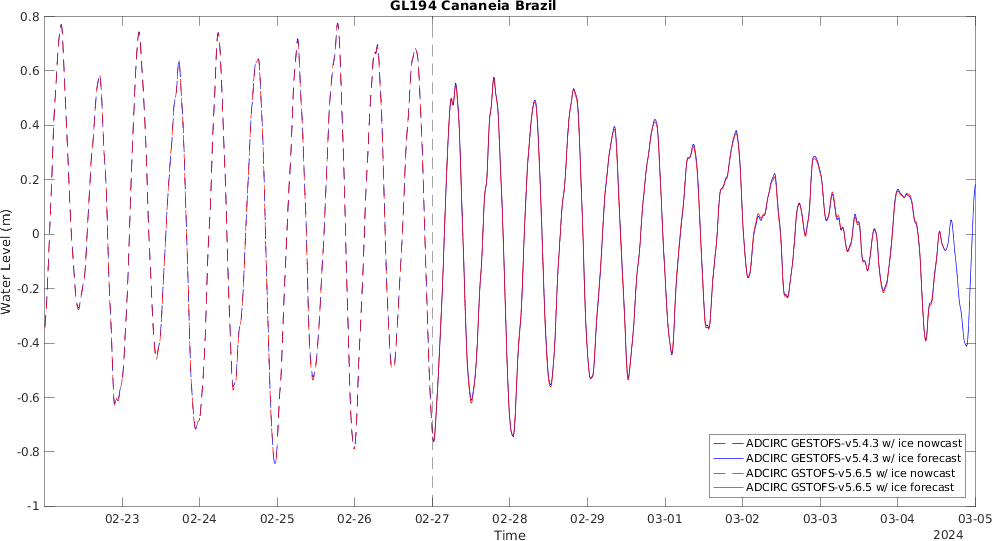 GL194 Cananeia Brazil
0.8
0.6
0.4
0.2
0
-0.2
-0.4
-0.6
-0.8
-1
Water Level (m)
ADCIRC GESTOFS-v5.4.3 w/ ice nowcast
ADCIRC GESTOFS-v5.4.3 w/ ice forecast
ADCIRC GSTOFS-v5.6.5 w/ ice nowcast
ADCIRC GSTOFS-v5.6.5 w/ ice forecast
02-23 02-24 02-25 02-26 02-27 02-28 02-29 03-01 03-02 03-03 03-04 03-05
Time
2024